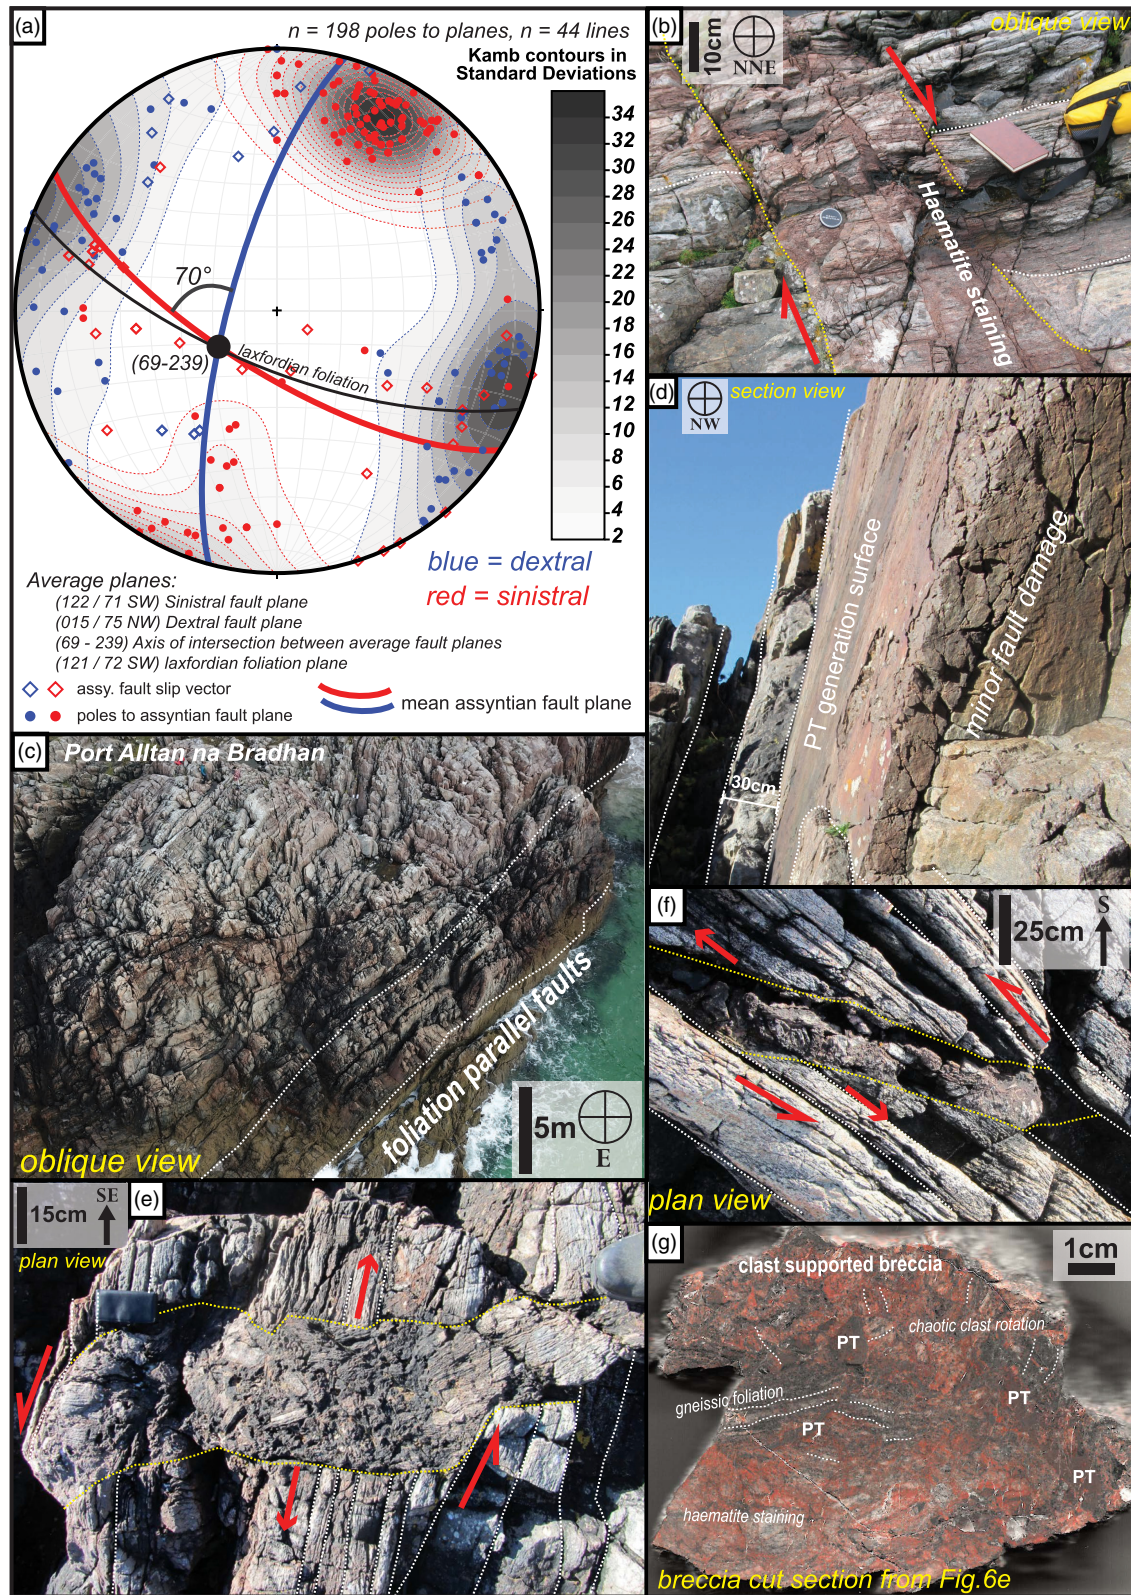 (a)
n = 198 poles to planes, n = 44 lines
Kamb contours in
Standard Deviations
34
32
30
28
26
24
22
20
18
16
14
12
10
8
6
4
2
70°
(69-239)
laxfordian foliation
blue = dextral
red = sinistral
Average planes:
(122 / 71 SW) Sinistral fault plane
(015 / 75 NW) Dextral fault plane
(69 - 239) Axis of intersection between average fault planes
(121 / 72 SW) laxfordian foliation plane
assy. fault slip vector
poles to assyntian fault plane
mean assyntian fault plane
(b)
10cm
NNE
oblique view
Haematite staining
(c)
Port Alltan na Bradhan
foliation parallel faults
5m
E
oblique view
(d)
NW
section view
PT generation surface
minor fault damage
30cm
(e)
15cm
SE
plan view
(f)
25cm
S
plan view
(g)
1cm
clast supported breccia
PT
chaotic clast rotation
PT
gneissic foliation
PT
PT
haematite staining
breccia cut section from Fig.6e